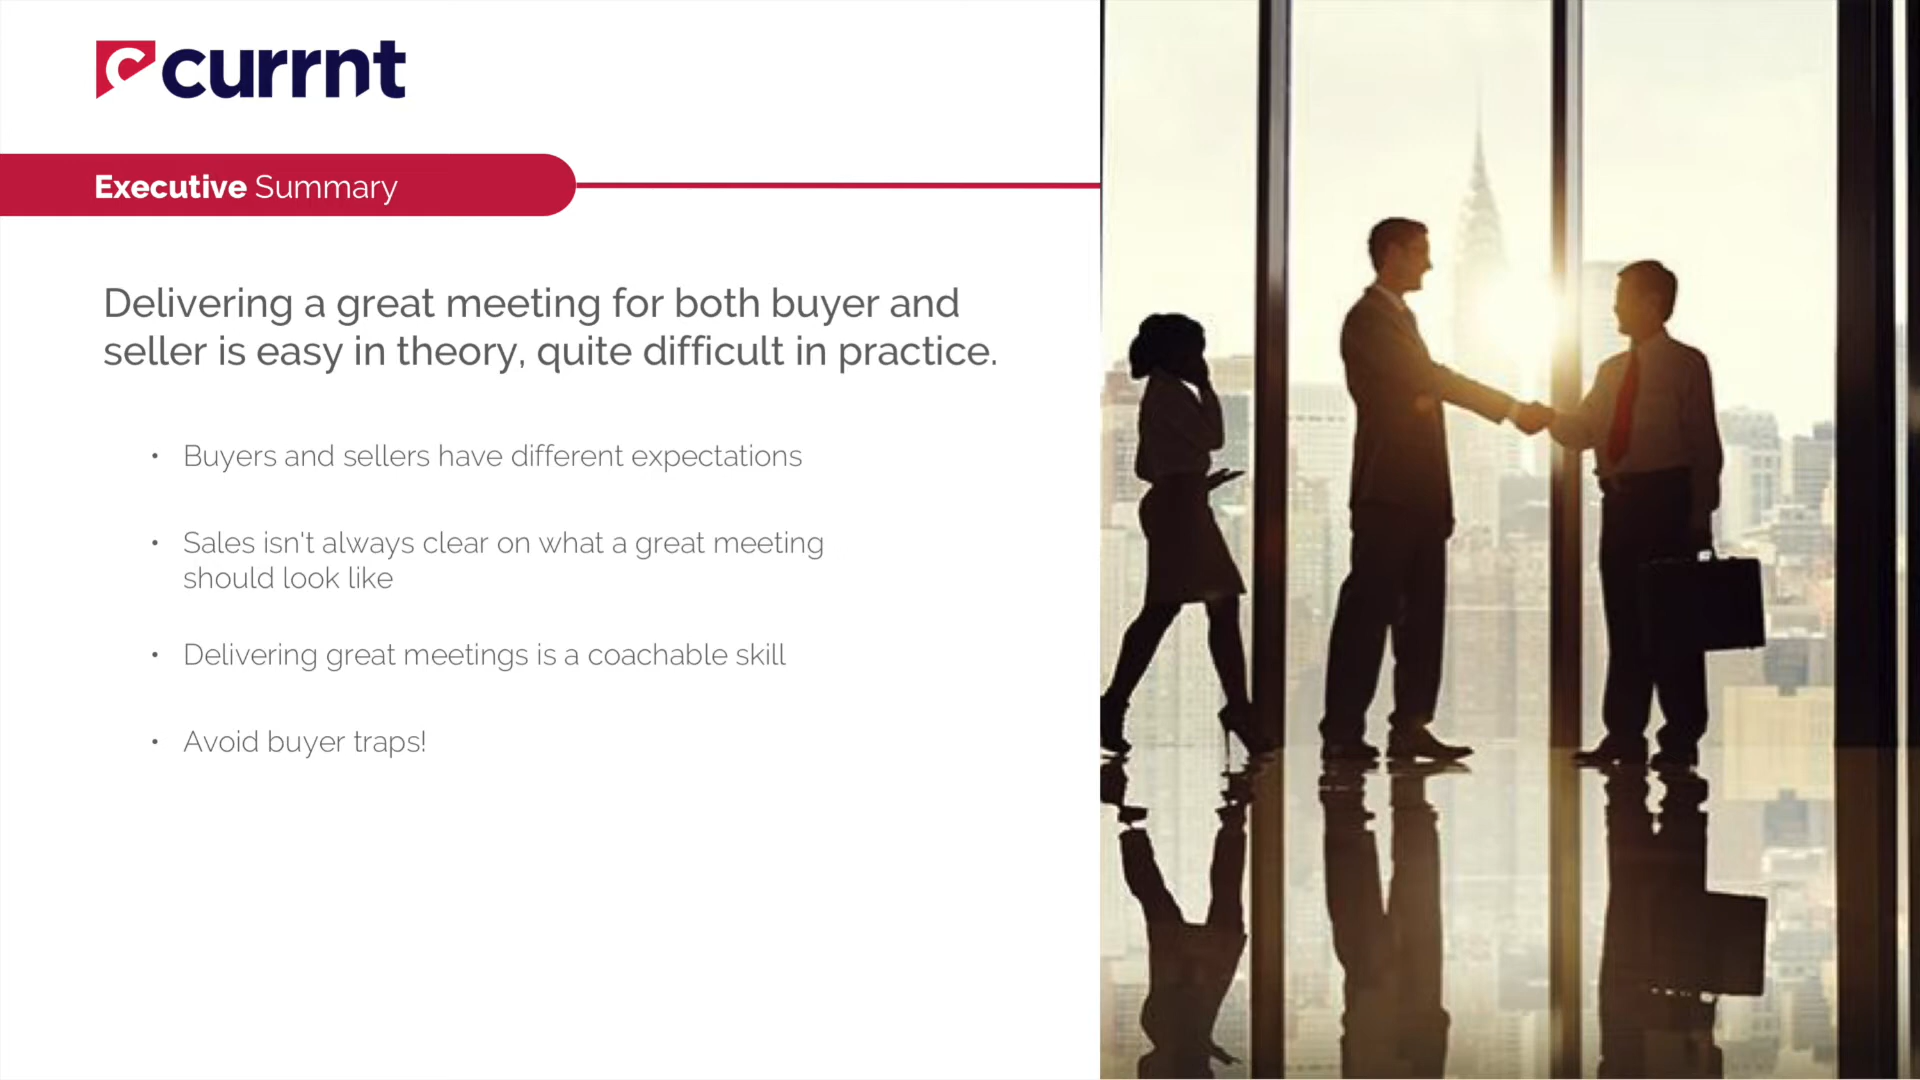 currnt
Executive Summary
Delivering a great meeting for both buyer and
seller is easy in theory, quite difficult in practice.
• Buyers and sellers have different expectations
• Sales isn't always clear on what a great meeting
should look like
• Delivering great meetings is a coachable skill
• Avoid buyer traps!